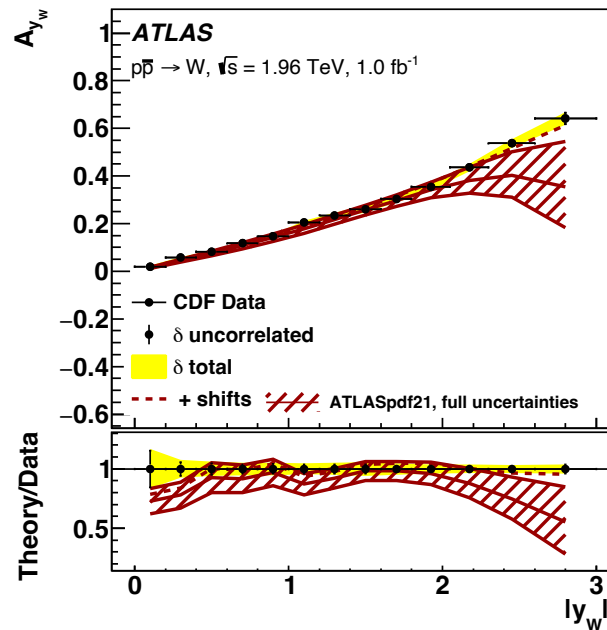 A_yw
ATLAS
pp̅ → W, √s = 1.96 TeV, 1.0 fb⁻¹
1
0.8
0.6
0.4
0.2
0
−0.2
−0.4
−0.6
CDF Data
δ uncorrelated
δ total
+ shifts
ATLASpdf21, full uncertainties
Theory/Data
1
0.5
0 1 2 3
|y_w|